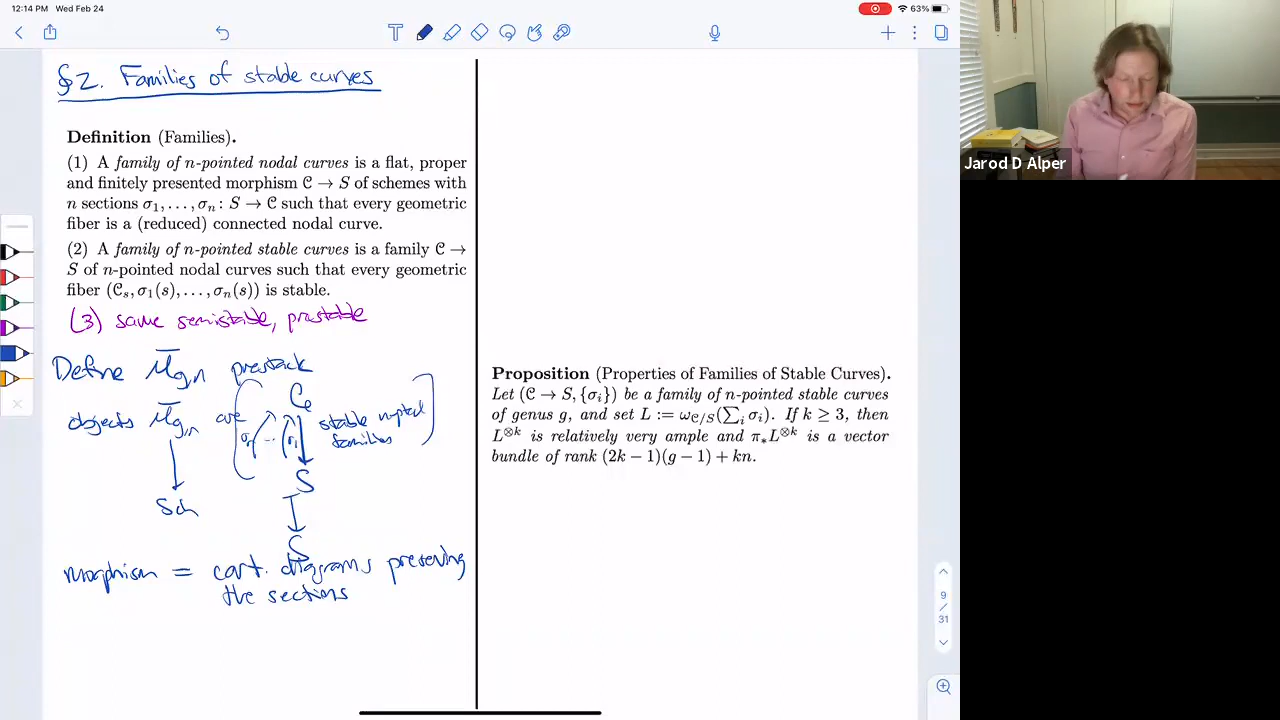 12:14 PM Wed Feb 24
63%
§2. Families of stable curves
Definition (Families).
(1) A family of n-pointed nodal curves is a flat, proper
and finitely presented morphism 𝒞 → S of schemes with
n sections σ₁, . . . , σₙ : S → 𝒞 such that every geometric
fiber is a (reduced) connected nodal curve.
(2) A family of n-pointed stable curves is a family 𝒞 →
S of n-pointed nodal curves such that every geometric
fiber (𝒞ₛ, σ₁(s), . . . , σₙ(s)) is stable.
(3) same semistable, prestable
Define ℳ̄g,n prestack
objects ℳ̄g,n are
𝒞
σn ... σ1
stable n-pted
families
S
Sch
S
morphism = cart. diagrams preserving
the sections
Proposition (Properties of Families of Stable Curves).
Let (𝒞 → S, {σᵢ}) be a family of n-pointed stable curves
of genus g, and set L := ω𝒞/S(∑ᵢ σᵢ). If k ≥ 3, then
L⊗k is relatively very ample and π∗L⊗k is a vector
bundle of rank (2k − 1)(g − 1) + kn.
9
/
31
Jarod D Alper